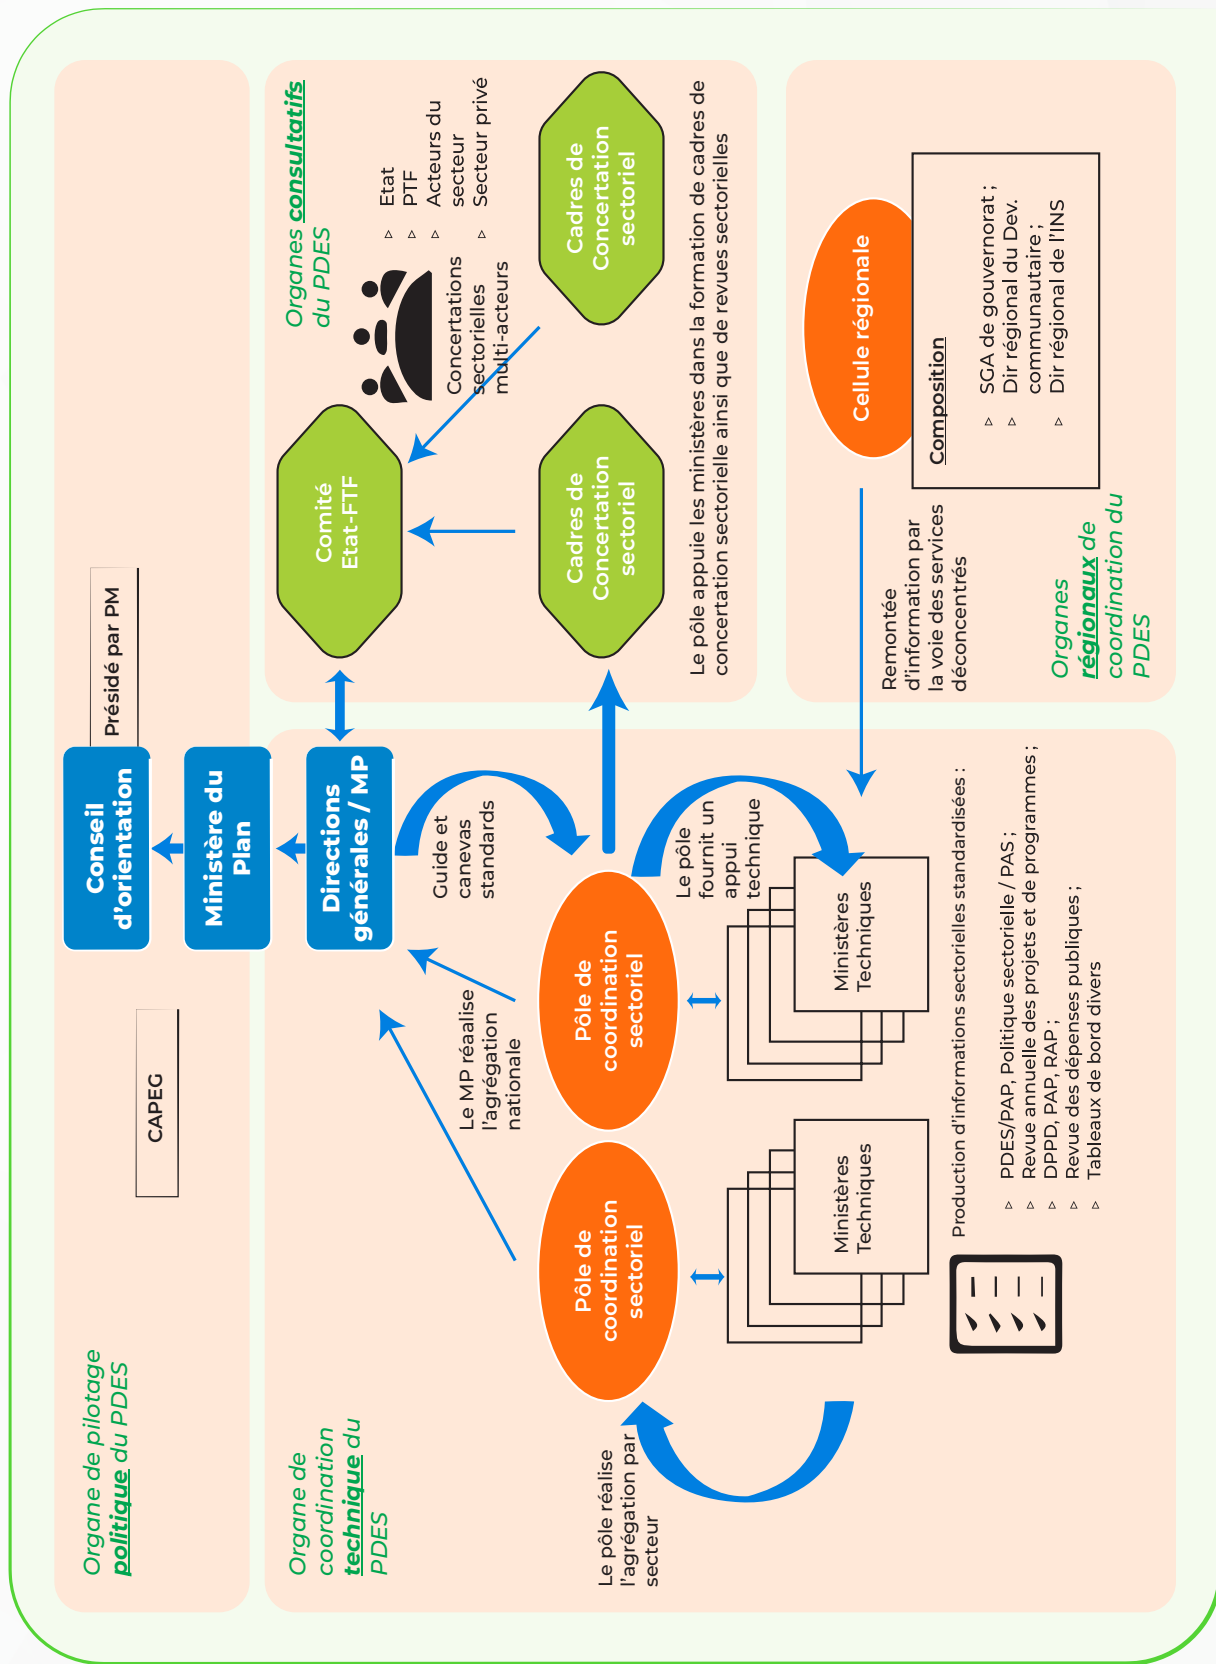 Organe de pilotage
politique du PDES
CAPEG
Conseil
d'orientation
Présidé par PM
Ministère du
Plan
Directions
générales / MP
Organe de
coordination
technique du
PDES
Guide et
canevas
standards
Le MP réaalise
l'agrégation
nationale
Pôle de
coordination
sectoriel
Pôle de
coordination
sectoriel
Le pôle
fournit un
appui
technique
Le pôle réalise
l'agrégation par
secteur
Ministères
Techniques
Ministères
Techniques
Production d'informations sectorielles standardisées :
▹ PDES/PAP, Politique sectorielle / PAS ;
▹ Revue annuelle des projets et de programmes ;
▹ DPPD, PAP, RAP ;
▹ Revue des dépenses publiques ;
▹ Tableaux de bord divers
Organes consultatifs
du PDES
Comité
Etat-FTF
Concertations
sectorielles
multi-acteurs
▹ Etat
▹ PTF
▹ Acteurs du
secteur
▹ Secteur privé
Cadres de
Concertation
sectoriel
Cadres de
Concertation
sectoriel
Le pôle appuie les ministères dans la formation de cadres de
concertation sectorielle ainsi que de revues sectorielles
Cellule régionale
Composition
▹ SGA de gouvernorat ;
▹ Dir régional du Dev.
communautaire ;
▹ Dir régional de l'INS
Remontée
d'information par
la voie des services
déconcentrés
Organes
régionaux de
coordination du
PDES